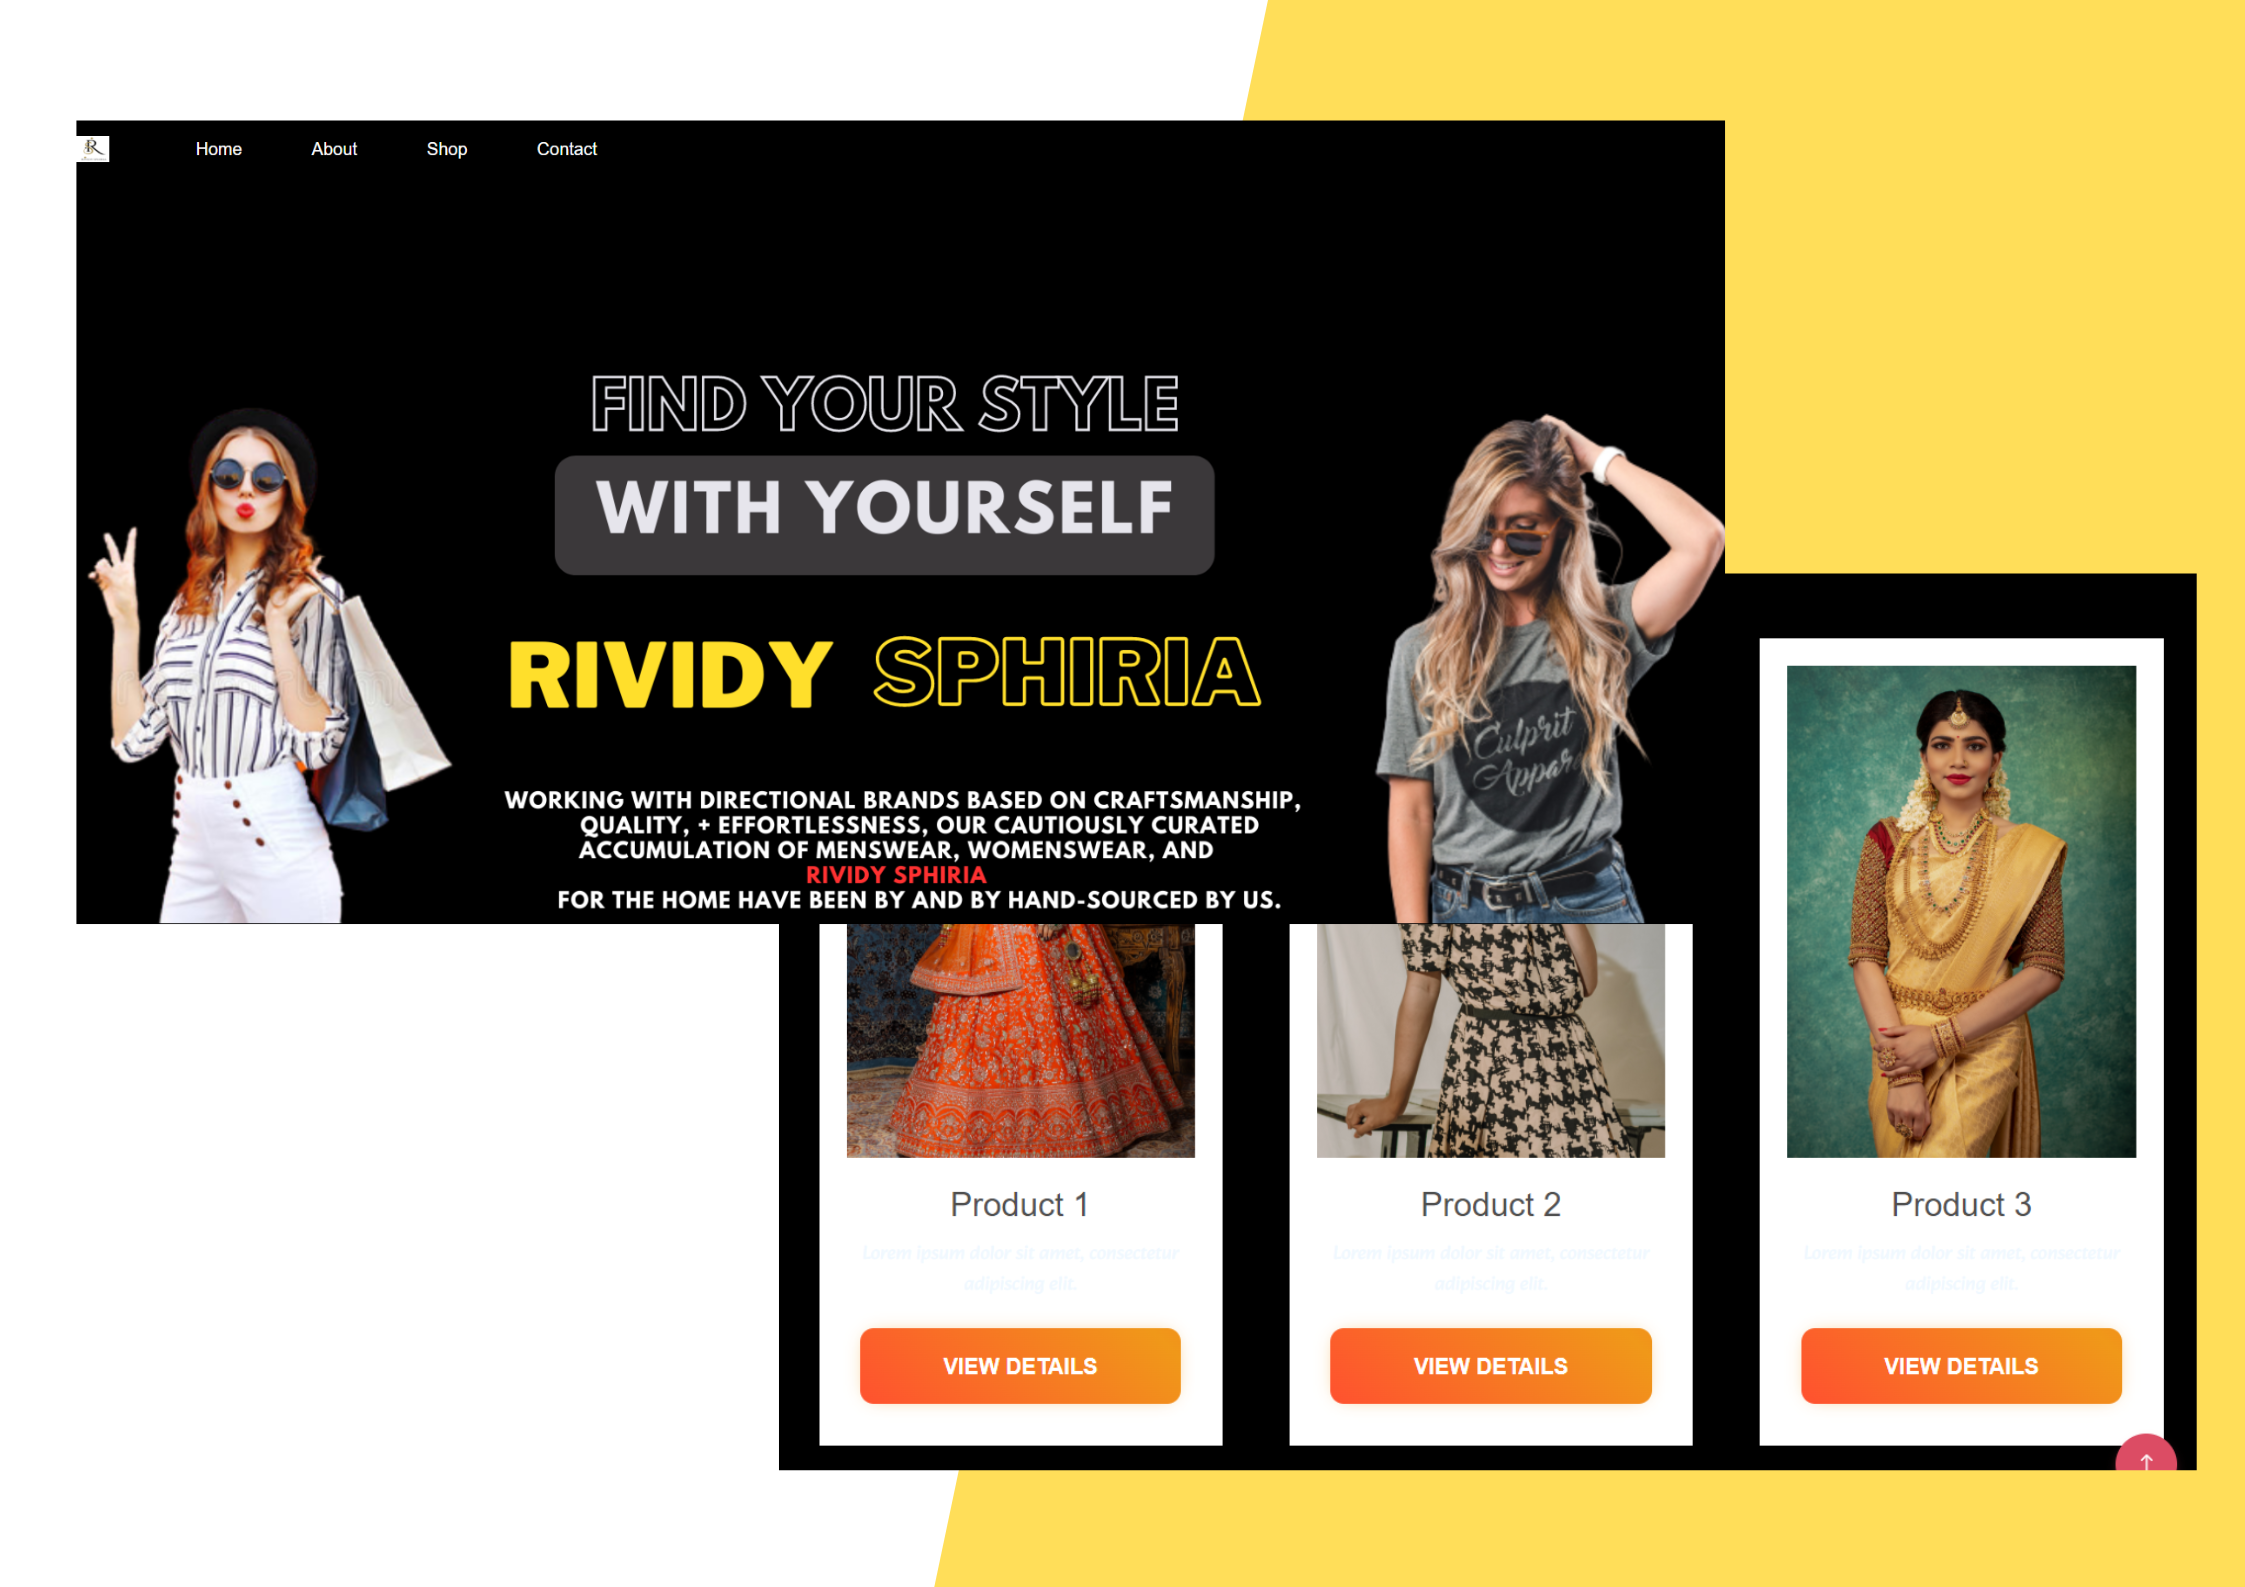 R
Home About Shop Contact
FIND YOUR STYLE
WITH YOURSELF
RIVIDY SPHIRIA
WORKING WITH DIRECTIONAL BRANDS BASED ON CRAFTSMANSHIP,
QUALITY, + EFFORTLESSNESS, OUR CAUTIOUSLY CURATED
ACCUMULATION OF MENSWEAR, WOMENSWEAR, AND
RIVIDY SPHIRIA
FOR THE HOME HAVE BEEN BY AND BY HAND-SOURCED BY US.
Culprit
Appar
Product 1
Lorem ipsum dolor sit amet, consectetur
adipiscing elit.
VIEW DETAILS
Product 2
Lorem ipsum dolor sit amet, consectetur
adipiscing elit.
VIEW DETAILS
Product 3
Lorem ipsum dolor sit amet, consectetur
adipiscing elit.
VIEW DETAILS